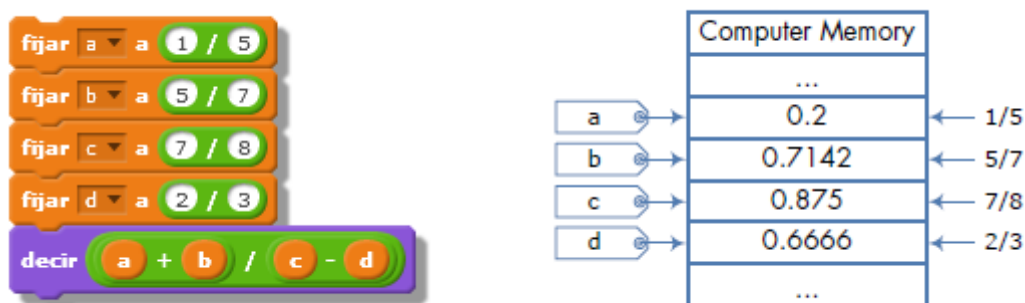 fijar a a 1 / 5
fijar b a 5 / 7
fijar c a 7 / 8
fijar d a 2 / 3
decir a + b / c - d
Computer Memory
...
a 0.2 1/5
b 0.7142 5/7
c 0.875 7/8
d 0.6666 2/3
...